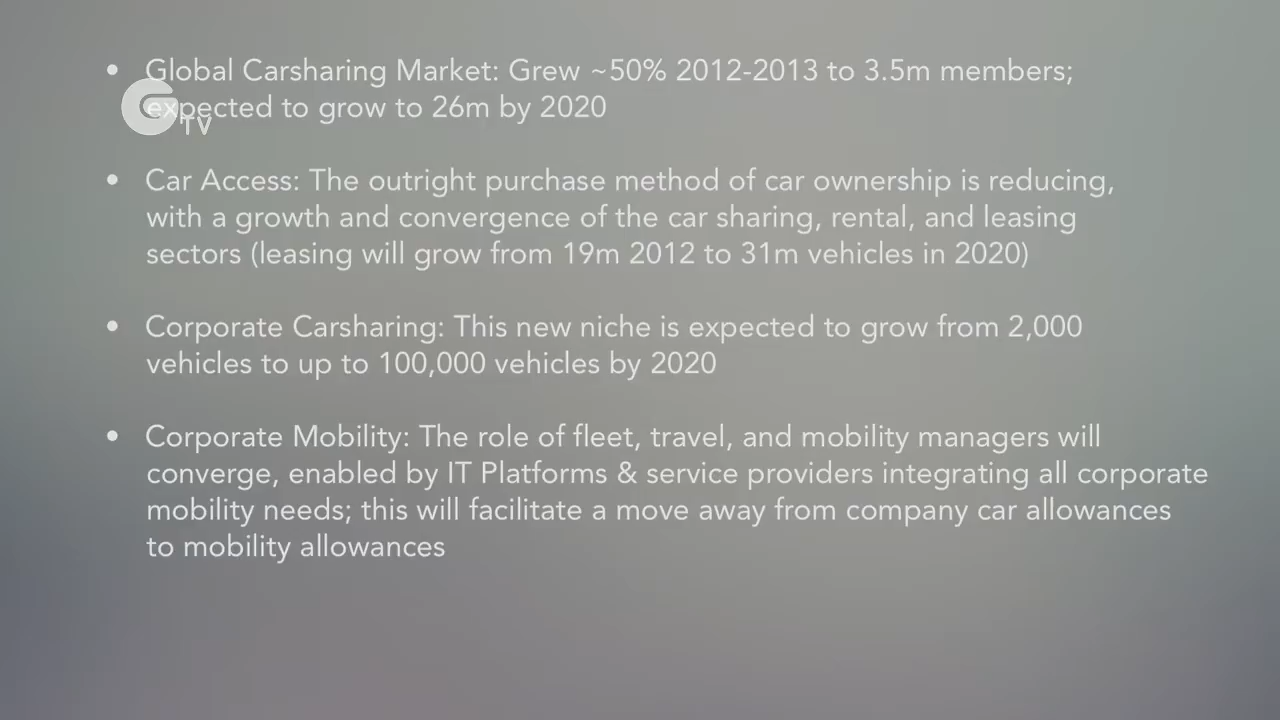 • Global Carsharing Market: Grew ~50% 2012-2013 to 3.5m members;
expected to grow to 26m by 2020
G TV
• Car Access: The outright purchase method of car ownership is reducing,
with a growth and convergence of the car sharing, rental, and leasing
sectors (leasing will grow from 19m 2012 to 31m vehicles in 2020)
• Corporate Carsharing: This new niche is expected to grow from 2,000
vehicles to up to 100,000 vehicles by 2020
• Corporate Mobility: The role of fleet, travel, and mobility managers will
converge, enabled by IT Platforms & service providers integrating all corporate
mobility needs; this will facilitate a move away from company car allowances
to mobility allowances